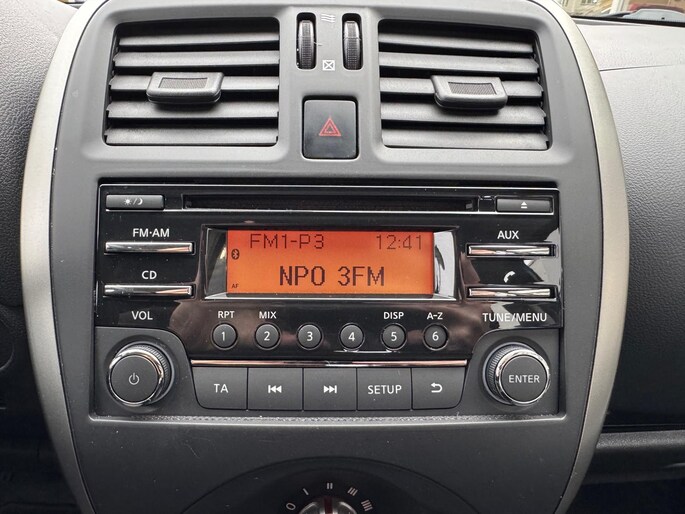 FM·AM
CD
VOL
FM1-P3 12:41
NPO 3FM
AF
AUX
TUNE/MENU
RPT MIX DISP A-Z
1 2 3 4 5 6
TA SETUP ENTER
0